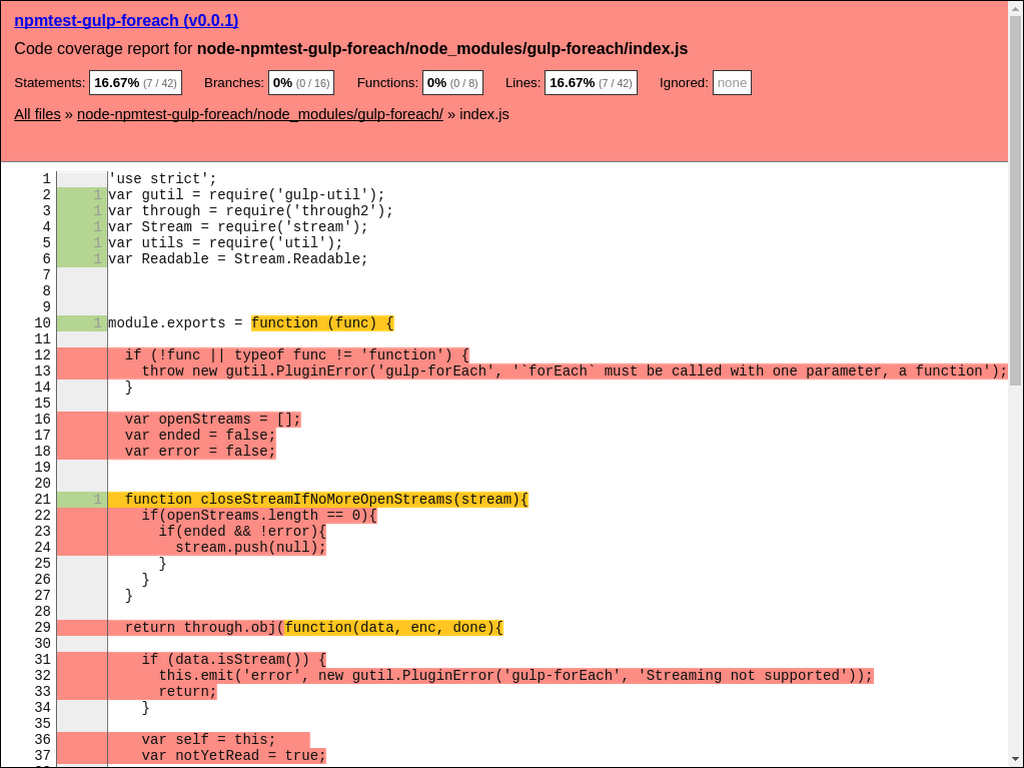 npmtest-gulp-foreach (v0.0.1)
Code coverage report for node-npmtest-gulp-foreach/node_modules/gulp-foreach/index.js
Statements: 16.67% (7 / 42) Branches: 0% (0 / 16) Functions: 0% (0 / 8) Lines: 16.67% (7 / 42) Ignored: none
All files » node-npmtest-gulp-foreach/node_modules/gulp-foreach/ » index.js
1 'use strict';
2 1 var gutil = require('gulp-util');
3 1 var through = require('through2');
4 1 var Stream = require('stream');
5 1 var utils = require('util');
6 1 var Readable = Stream.Readable;
7
8
9
10 1 module.exports = function (func) {
11
12 if (!func || typeof func != 'function') {
13 throw new gutil.PluginError('gulp-forEach', '`forEach` must be called with one parameter, a function');
14 }
15
16 var openStreams = [];
17 var ended = false;
18 var error = false;
19
20
21 1 function closeStreamIfNoMoreOpenStreams(stream){
22 if(openStreams.length == 0){
23 if(ended && !error){
24 stream.push(null);
25 }
26 }
27 }
28
29 return through.obj(function(data, enc, done){
30
31 if (data.isStream()) {
32 this.emit('error', new gutil.PluginError('gulp-forEach', 'Streaming not supported'));
33 return;
34 }
35
36 var self = this;
37 var notYetRead = true;